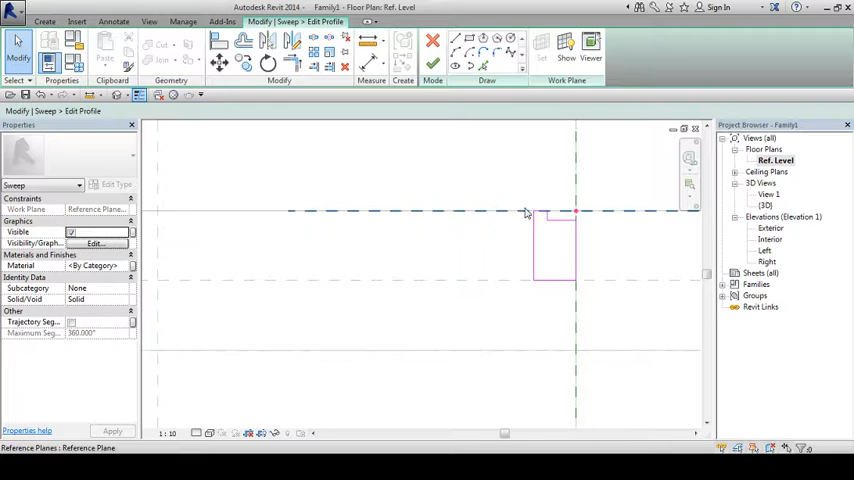 Autodesk Revit 2014 - Family1 - Floor Plan: Ref. Level
Sign In
Create Insert Annotate View Manage Add-Ins Modify | Sweep > Edit Profile
Modify
Paste
Cut
Join
Set Show Viewer
Select Properties Clipboard Geometry Modify Measure Create Mode Draw Work Plane
Modify | Sweep > Edit Profile
Properties
Sweep
Edit Type
Constraints
Work Plane Reference Plane...
Graphics
Visible
Visibility/Graph... Edit...
Materials and Finishes
Material <By Category>
Identity Data
Subcategory None
Solid/Void Solid
Other
Trajectory Seg...
Maximum Seg... 360.000°
Properties help
Apply
Project Browser - Family1
Views (all)
Floor Plans
Ref. Level
Ceiling Plans
3D Views
View 1
{3D}
Elevations (Elevation 1)
Exterior
Interior
Left
Right
Sheets (all)
Families
Groups
Revit Links
1 : 10
Reference Planes : Reference Plane